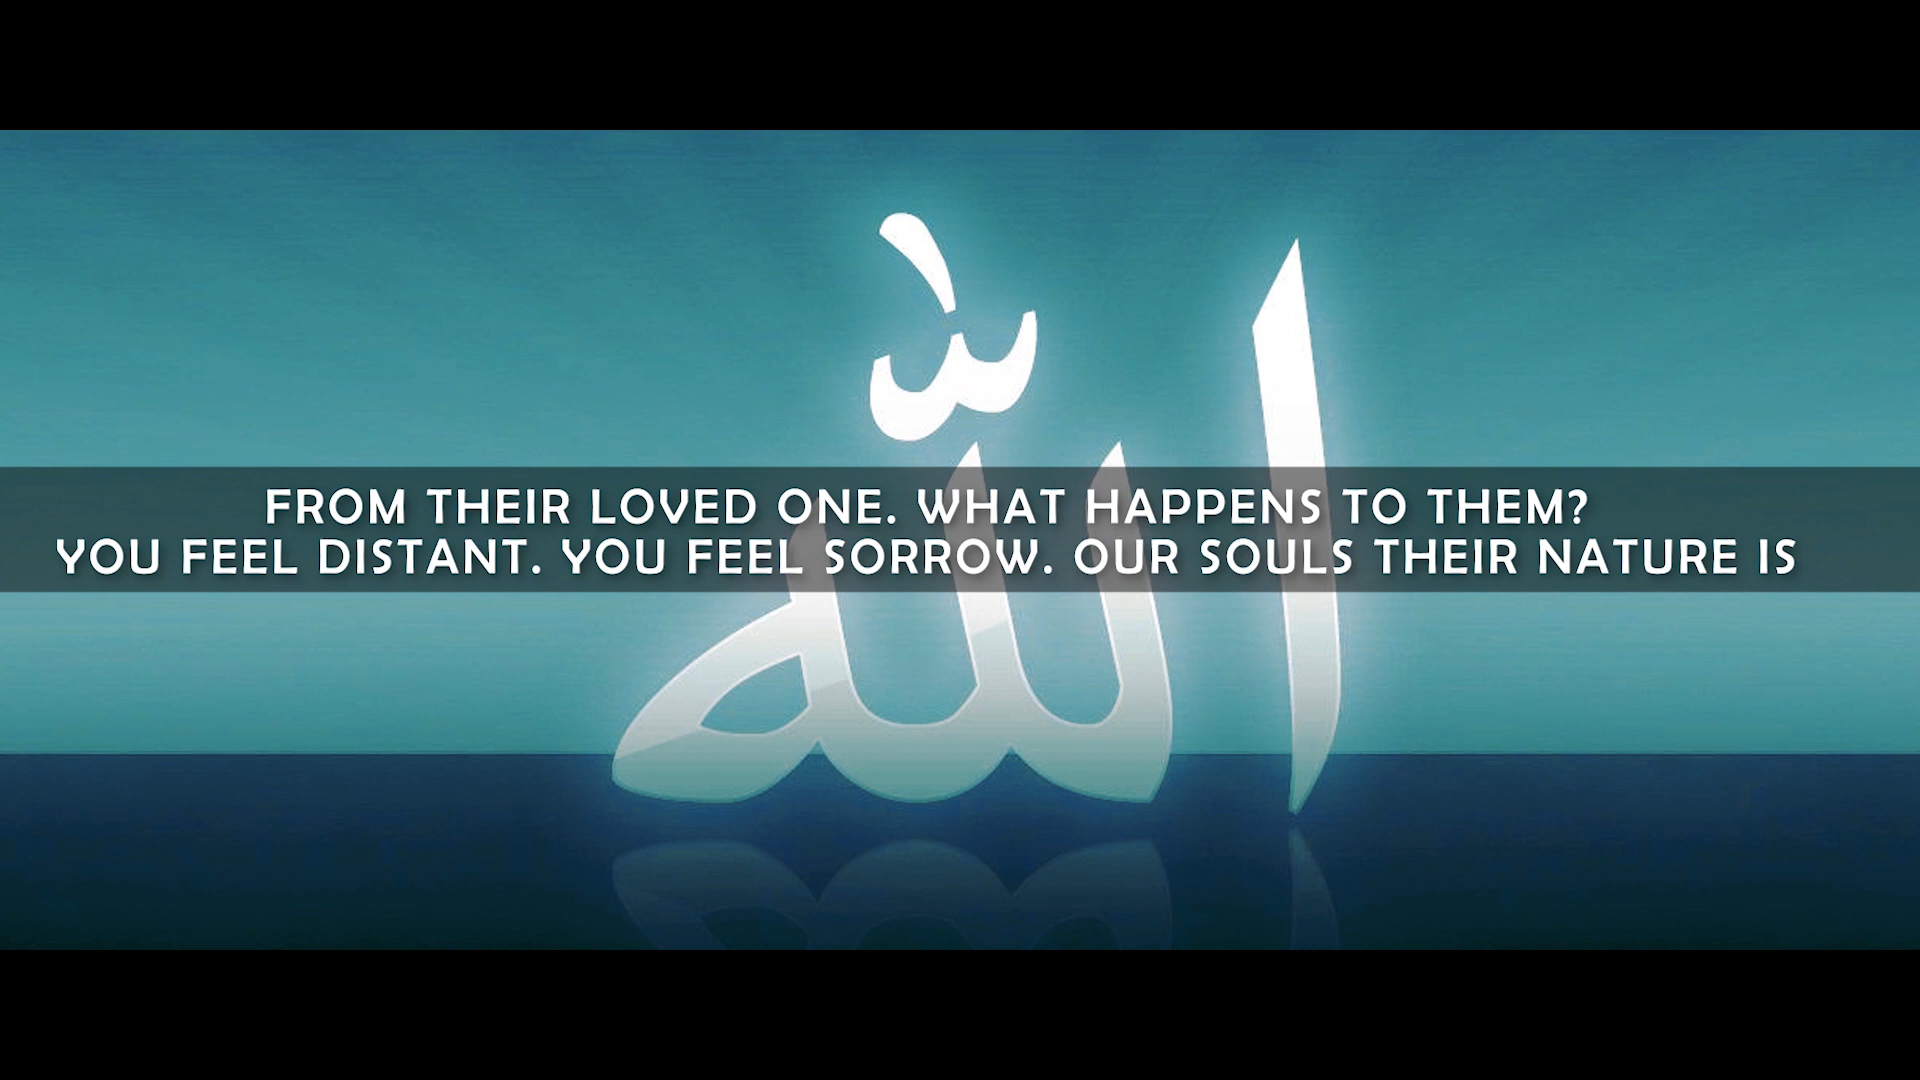 الله
FROM THEIR LOVED ONE. WHAT HAPPENS TO THEM?
YOU FEEL DISTANT. YOU FEEL SORROW. OUR SOULS THEIR NATURE IS